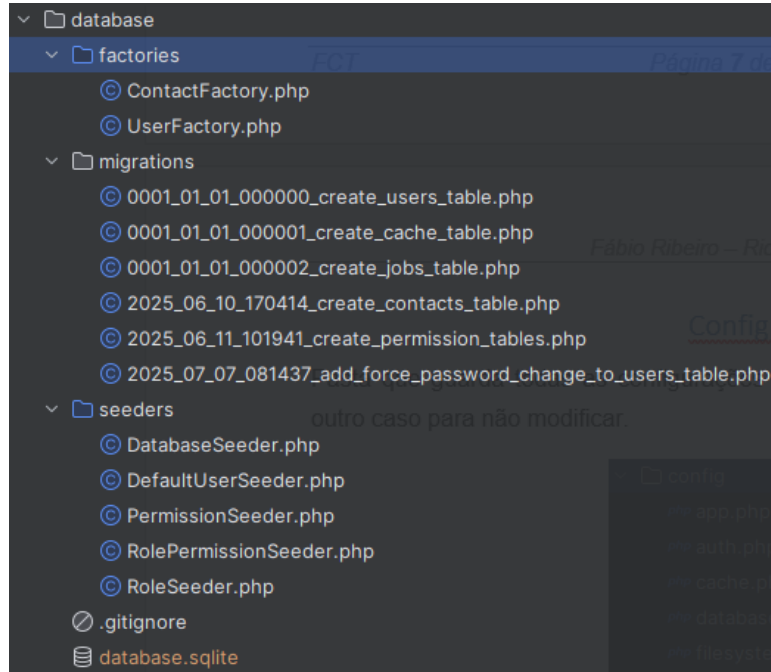 database
factories
FCT Página 7 de
ContactFactory.php
UserFactory.php
migrations
0001_01_01_000000_create_users_table.php
0001_01_01_000001_create_cache_table.php
Fábio Ribeiro – Ric
0001_01_01_000002_create_jobs_table.php
2025_06_10_170414_create_contacts_table.php
Config
2025_06_11_101941_create_permission_tables.php
2025_07_07_081437_add_force_password_change_to_users_table.php
seeders
outro caso para não modificar.
DatabaseSeeder.php
DefaultUserSeeder.php
config
PermissionSeeder.php
app.php
RolePermissionSeeder.php
auth.php
RoleSeeder.php
cache.p
.gitignore
databas
database.sqlite
filesyste